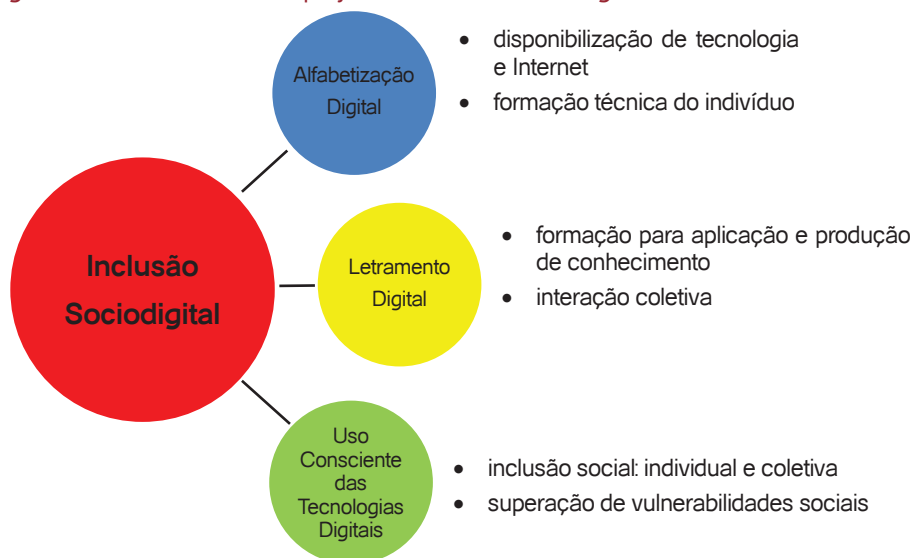 Alfabetização
Digital
• disponibilização de tecnologia
e Internet
• formação técnica do indivíduo
Inclusão
Sociodigital
Letramento
Digital
• formação para aplicação e produção
de conhecimento
• interação coletiva
Uso
Consciente
das
Tecnologias
Digitais
• inclusão social: individual e coletiva
• superação de vulnerabilidades sociais